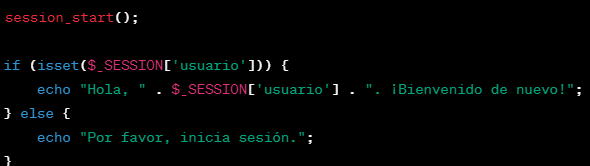 session_start();
if (isset($_SESSION['usuario'])) {
    echo "Hola, " . $_SESSION['usuario'] . ". ¡Bienvenido de nuevo!";
} else {
    echo "Por favor, inicia sesión.";
}